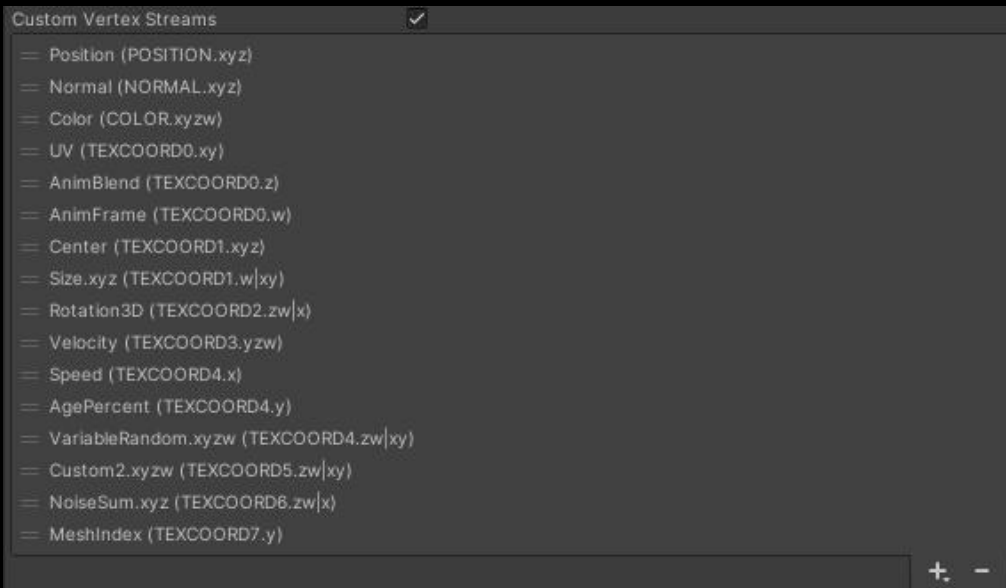 Custom Vertex Streams
Position (POSITION.xyz)
Normal (NORMAL.xyz)
Color (COLOR.xyzw)
UV (TEXCOORD0.xy)
AnimBlend (TEXCOORD0.z)
AnimFrame (TEXCOORD0.w)
Center (TEXCOORD1.xyz)
Size.xyz (TEXCOORD1.w|xy)
Rotation3D (TEXCOORD2.zw|x)
Velocity (TEXCOORD3.yzw)
Speed (TEXCOORD4.x)
AgePercent (TEXCOORD4.y)
VariableRandom.xyzw (TEXCOORD4.zw|xy)
Custom2.xyzw (TEXCOORD5.zw|xy)
NoiseSum.xyz (TEXCOORD6.zw|x)
MeshIndex (TEXCOORD7.y)